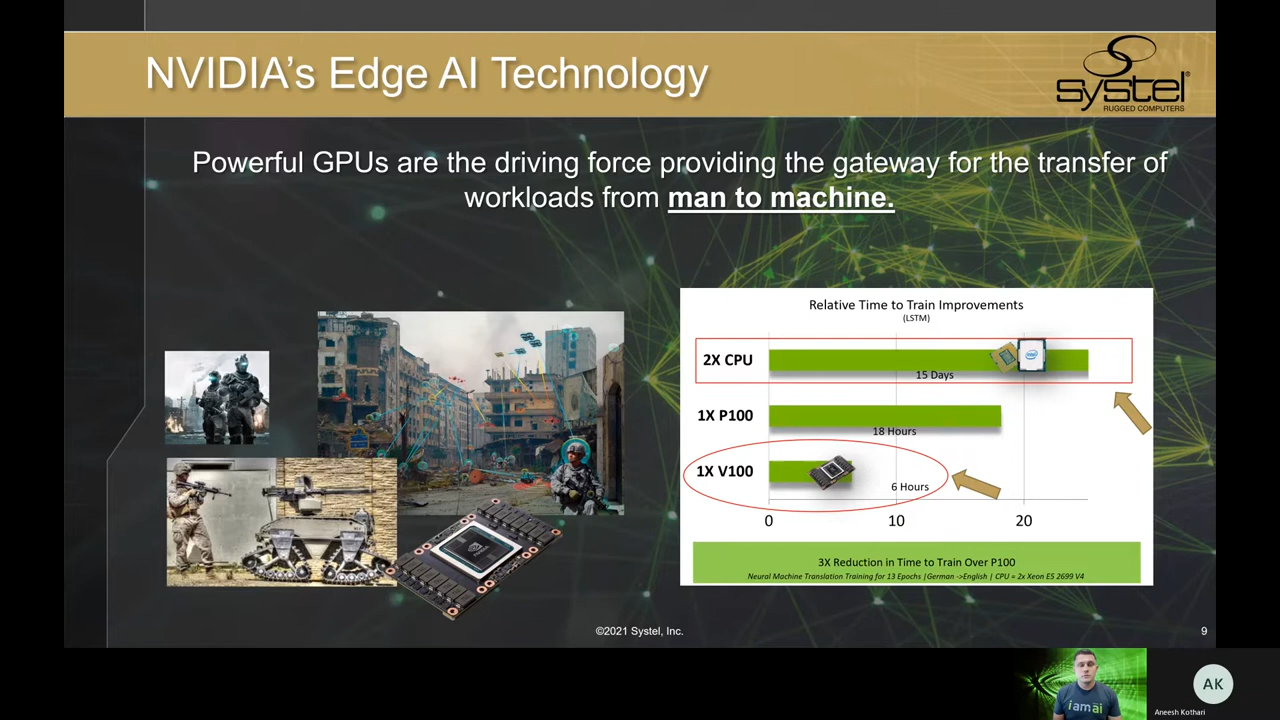 NVIDIA's Edge AI Technology
systel®
RUGGED COMPUTERS
Powerful GPUs are the driving force providing the gateway for the transfer of
workloads from man to machine.
Relative Time to Train Improvements
(LSTM)
2X CPU
intel
15 Days
1X P100
18 Hours
1X V100
6 Hours
0 10 20
3X Reduction in Time to Train Over P100
Neural Machine Translation Training for 13 Epochs |German ->English | CPU = 2x Xeon E5 2699 V4
NVIDIA
©2021 Systel, Inc.
9
i am ai
AK
Aneesh Kothari